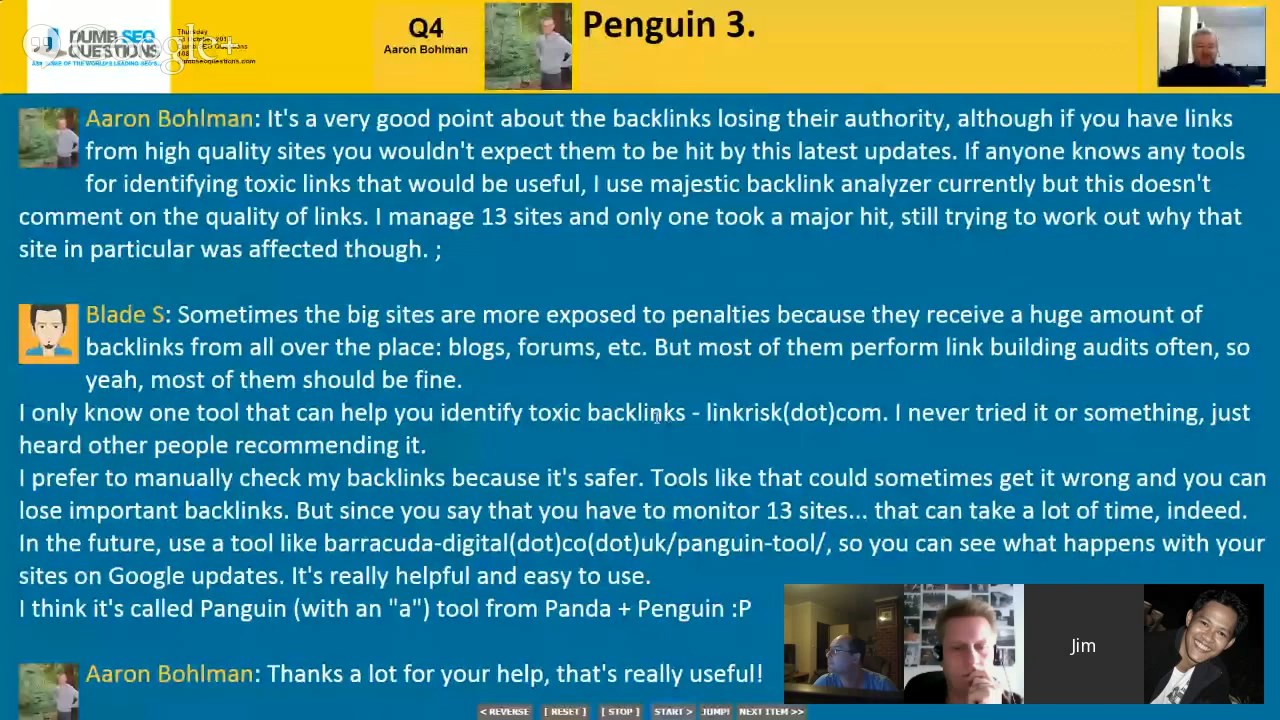 DUMB SEO
QUESTIONS
Thursday
Google+
Q4
Aaron Bohlman
Penguin 3.
Aaron Bohlman: It's a very good point about the backlinks losing their authority, although if you have links
from high quality sites you wouldn't expect them to be hit by this latest updates. If anyone knows any tools
for identifying toxic links that would be useful, I use majestic backlink analyzer currently but this doesn't
comment on the quality of links. I manage 13 sites and only one took a major hit, still trying to work out why that
site in particular was affected though. ;
Blade S: Sometimes the big sites are more exposed to penalties because they receive a huge amount of
backlinks from all over the place: blogs, forums, etc. But most of them perform link building audits often, so
yeah, most of them should be fine.
I only know one tool that can help you identify toxic backlinks - linkrisk(dot)com. I never tried it or something, just
heard other people recommending it.
I prefer to manually check my backlinks because it's safer. Tools like that could sometimes get it wrong and you can
lose important backlinks. But since you say that you have to monitor 13 sites... that can take a lot of time, indeed.
In the future, use a tool like barracuda-digital(dot)co(dot)uk/panguin-tool/, so you can see what happens with your
sites on Google updates. It's really helpful and easy to use.
I think it's called Panguin (with an "a") tool from Panda + Penguin :P
Jim
Aaron Bohlman: Thanks a lot for your help, that's really useful!
< REVERSE [ RESET ] [ STOP ] START > JUMP! NEXT ITEM >>